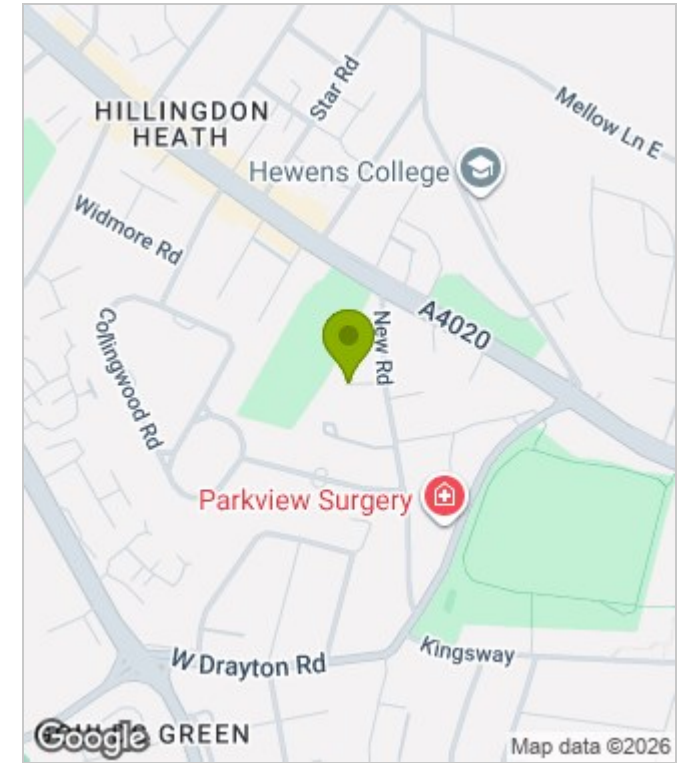 Star Rd
Mellow Ln E
HILLINGDON
HEATH
Hewens College
Widmore Rd
A4020
Collingwood Rd
New Rd
Parkview Surgery
Kingsway
W Drayton Rd
GREEN
Google
Map data ©2026